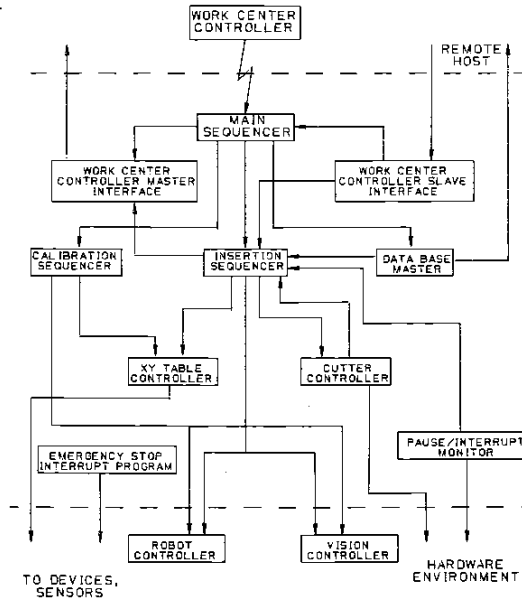 WORK CENTER
CONTROLLER
REMOTE
HOST
MAIN
SEQUENCER
WORK CENTER
CONTROLLER MASTER
INTERFACE
WORK CENTER
CONTROLLER SLAVE
INTERFACE
CALIBRATION
SEQUENCER
INSERTION
SEQUENCER
DATA BASE
MASTER
XY TABLE
CONTROLLER
CUTTER
CONTROLLER
EMERGENCY STOP
INTERRUPT PROGRAM
PAUSE/INTERRUPT
MONITOR
ROBOT
CONTROLLER
VISION
CONTROLLER
TO DEVICES,
SENSORS
HARDWARE
ENVIRONMENT